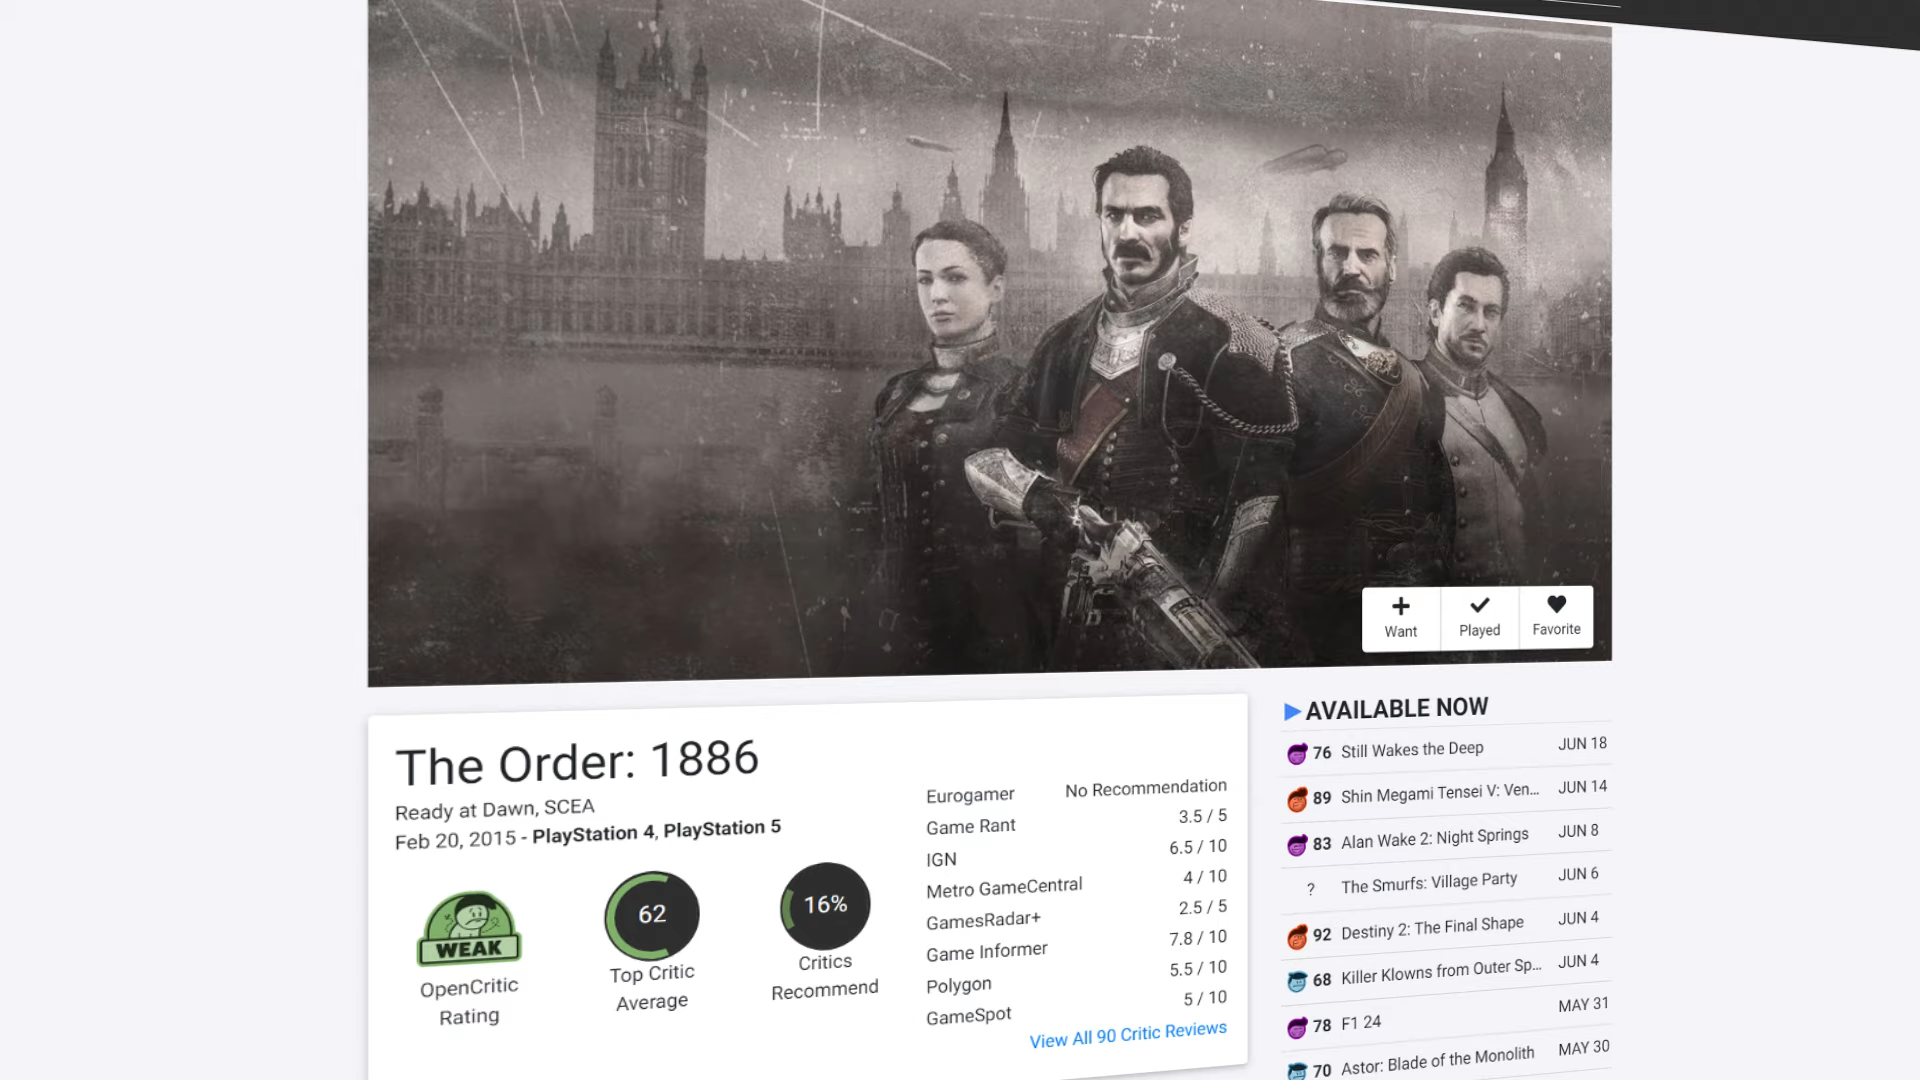 Want
Played
Favorite
The Order: 1886
Ready at Dawn, SCEA
Feb 20, 2015 - PlayStation 4, PlayStation 5
WEAK
OpenCritic
Rating
62
Top Critic
Average
16%
Critics
Recommend
Eurogamer No Recommendation
Game Rant 3.5 / 5
IGN 6.5 / 10
Metro GameCentral 4 / 10
GamesRadar+ 2.5 / 5
Game Informer 7.8 / 10
Polygon 5.5 / 10
GameSpot 5 / 10
View All 90 Critic Reviews
AVAILABLE NOW
76 Still Wakes the Deep JUN 18
89 Shin Megami Tensei V: Ven... JUN 14
83 Alan Wake 2: Night Springs JUN 8
? The Smurfs: Village Party JUN 6
92 Destiny 2: The Final Shape JUN 4
68 Killer Klowns from Outer Sp... JUN 4
78 F1 24 MAY 31
70 Astor: Blade of the Monolith MAY 30